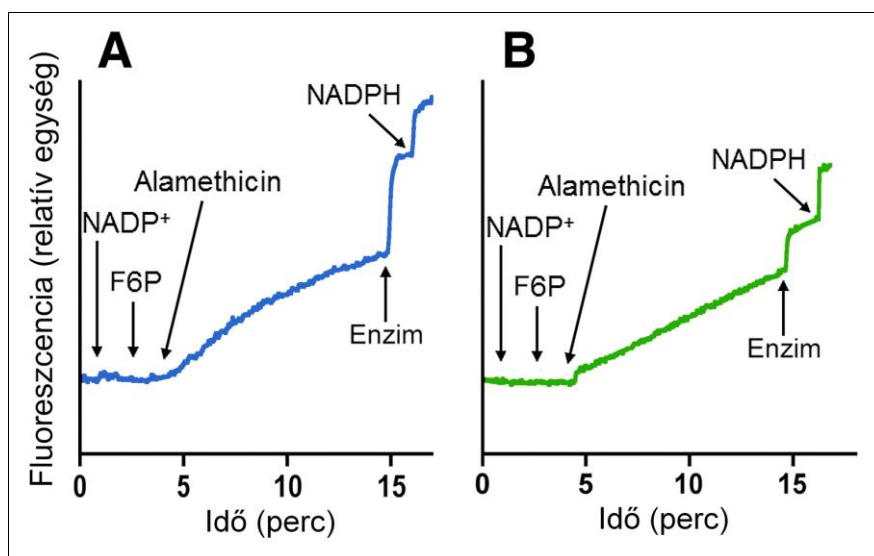 A
Fluoreszcencia (relatív egység)
NADPH
Alamethicin
NADP⁺
F6P
Enzim
0 5 10 15
Idő (perc)
B
NADPH
Alamethicin
NADP⁺
F6P
Enzim
0 5 10 15
Idő (perc)